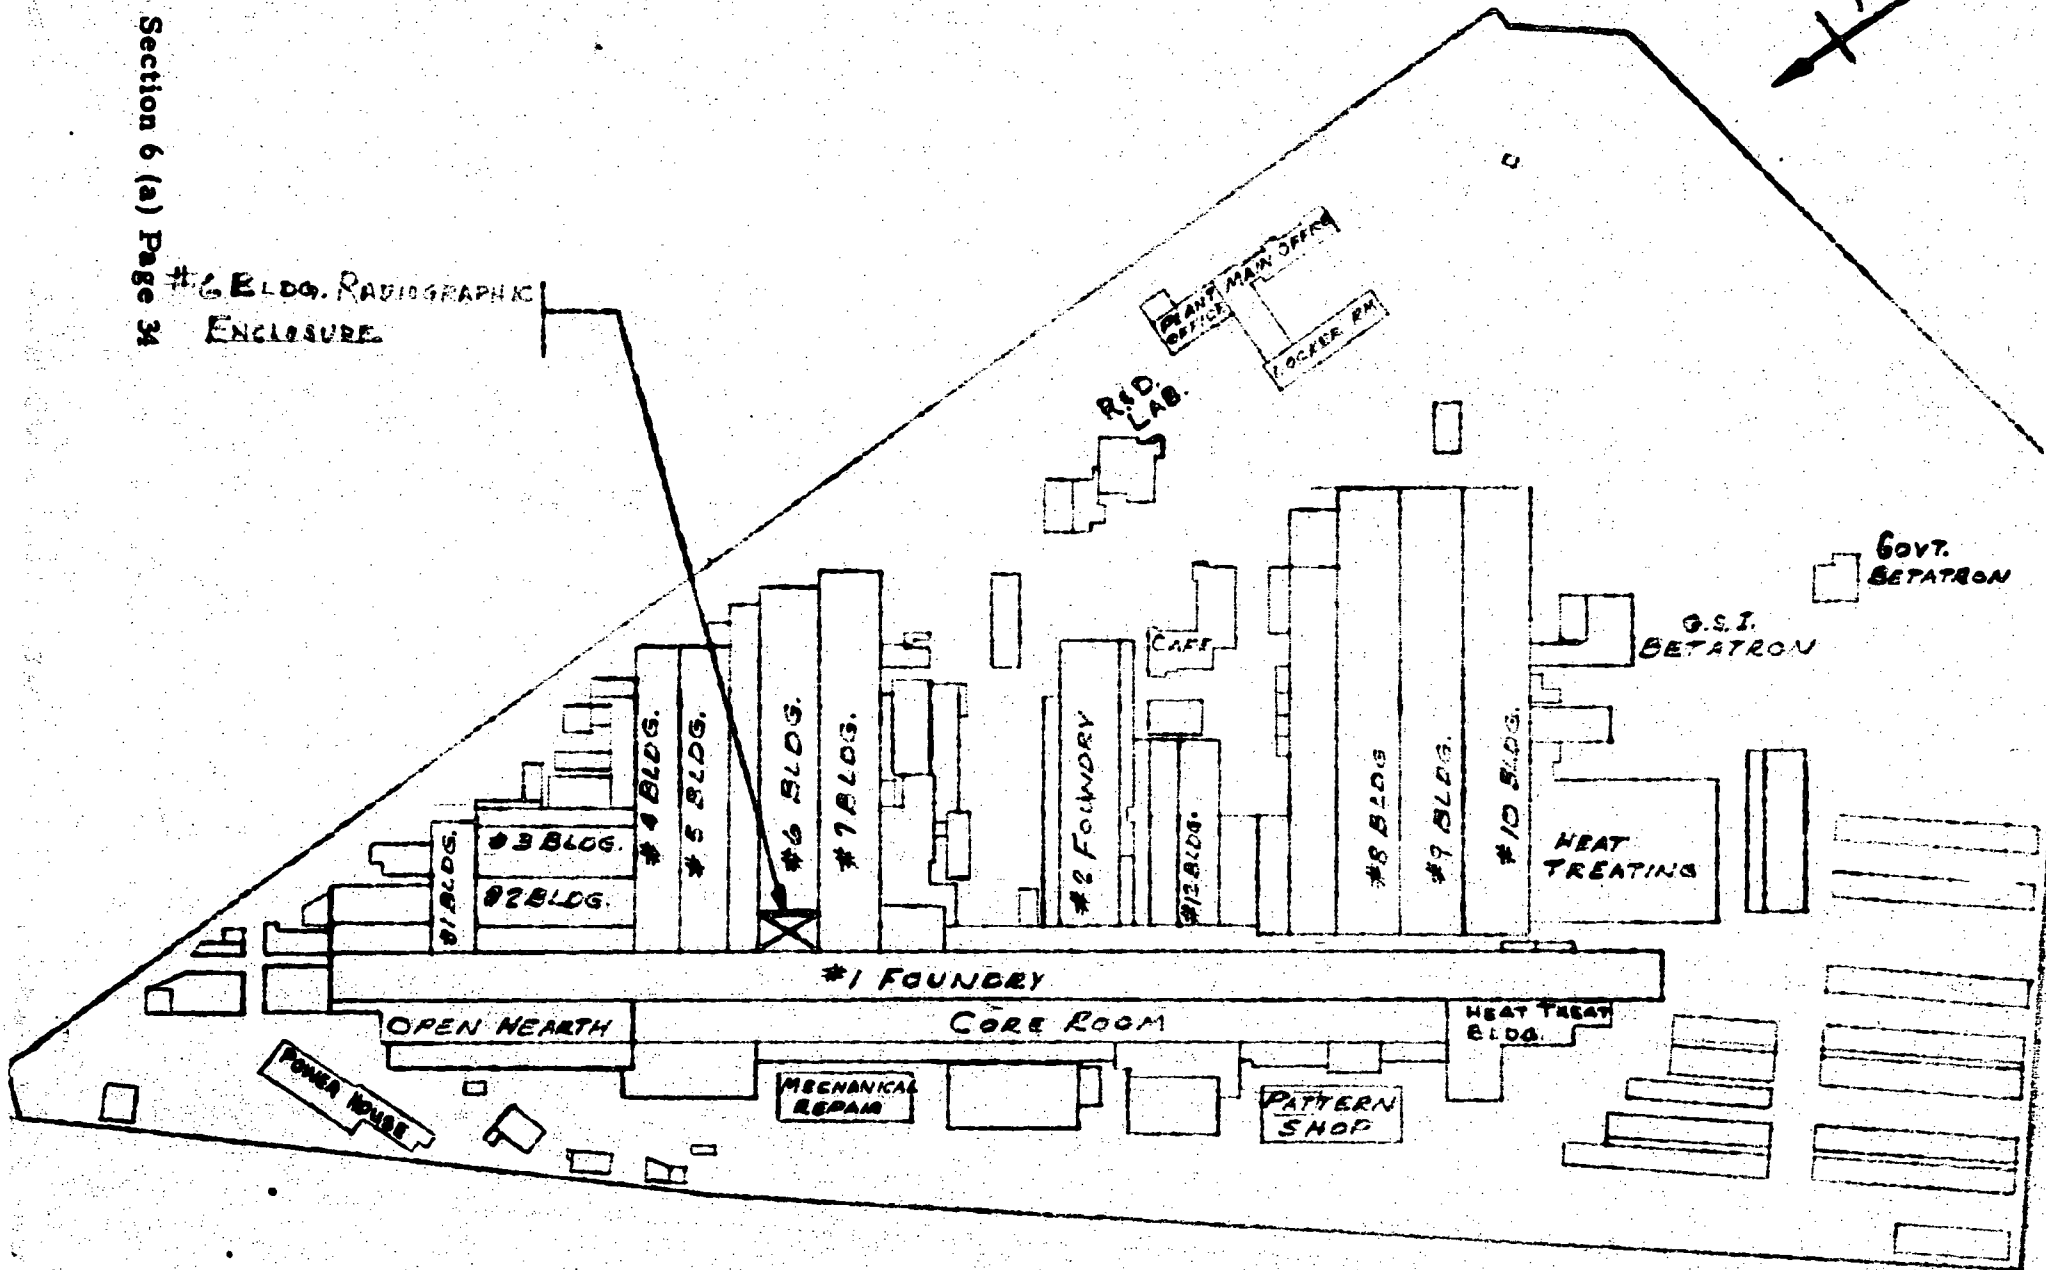 Section 6 (a) Page 34
#6 BLDG. RADIOGRAPHIC
ENCLOSURE
PLANT
OFFICE
MAIN OFFICE
LOCKER RM
R&D.
LAB.
GOVT.
BETATRON
G.S.I.
BETATRON
CAFE
#1 BLDG.
#3 BLDG.
#2 BLDG.
#4 BLDG.
#5 BLDG.
#6 BLDG.
#7 BLDG.
#2 FOUNDRY
#12 BLDG.
#8 BLDG
#9 BLDG.
#10 BLDG.
HEAT
TREATING
#1 FOUNDRY
OPEN HEARTH
CORE ROOM
HEAT TREAT
BLDG.
POWER HOUSE
MECHANICAL
REPAIR
PATTERN
SHOP